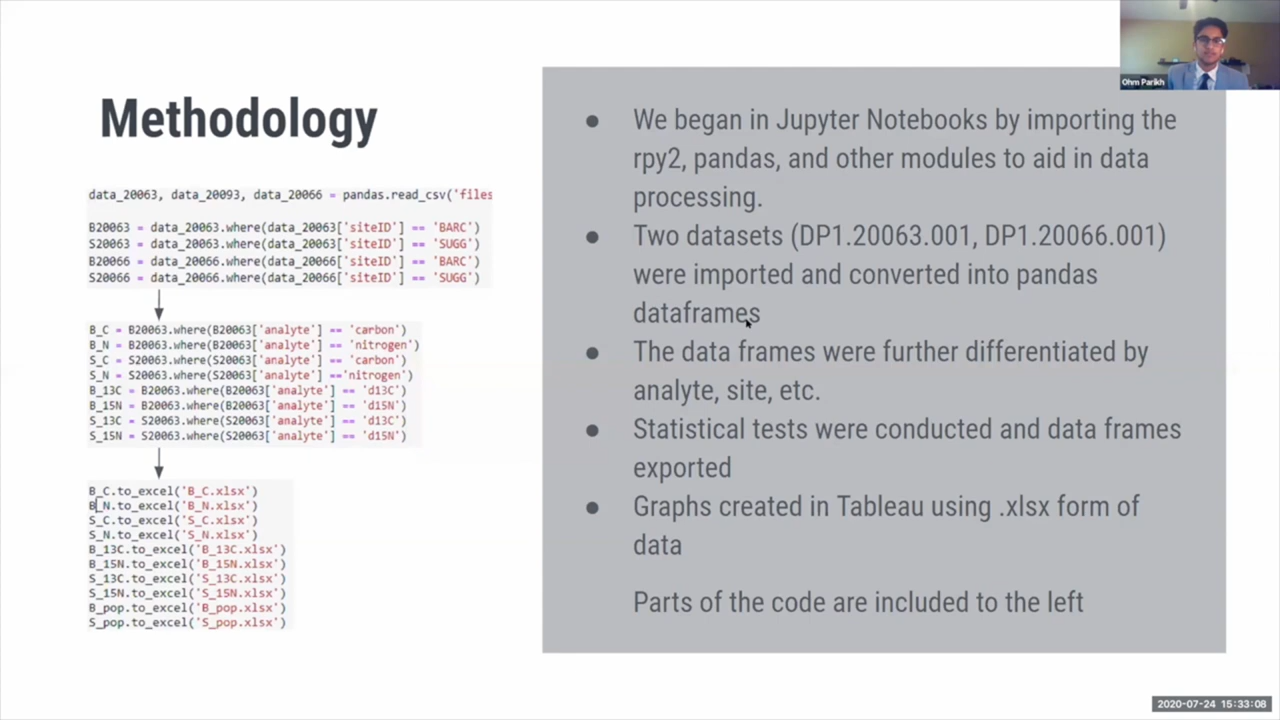 Ohm Parikh
Methodology
data_20063, data_20093, data_20066 = pandas.read_csv('files
B20063 = data_20063.where(data_20063['siteID'] == 'BARC')
S20063 = data_20063.where(data_20063['siteID'] == 'SUGG')
B20066 = data_20066.where(data_20066['siteID'] == 'BARC')
S20066 = data_20066.where(data_20066['siteID'] == 'SUGG')
B_C = B20063.where(B20063['analyte'] == 'carbon')
B_N = B20063.where(B20063['analyte'] == 'nitrogen')
S_C = S20063.where(S20063['analyte'] == 'carbon')
S_N = S20063.where(S20063['analyte'] =='nitrogen')
B_13C = B20063.where(B20063['analyte'] == 'd13C')
B_15N = B20063.where(B20063['analyte'] == 'd15N')
S_13C = S20063.where(S20063['analyte'] == 'd13C')
S_15N = S20063.where(S20063['analyte'] == 'd15N')
B_C.to_excel('B_C.xlsx')
B_N.to_excel('B_N.xlsx')
S_C.to_excel('S_C.xlsx')
S_N.to_excel('S_N.xlsx')
B_13C.to_excel('B_13C.xlsx')
B_15N.to_excel('B_15N.xlsx')
S_13C.to_excel('S_13C.xlsx')
S_15N.to_excel('S_15N.xlsx')
B_pop.to_excel('B_pop.xlsx')
S_pop.to_excel('S_pop.xlsx')
● We began in Jupyter Notebooks by importing the
rpy2, pandas, and other modules to aid in data
processing.
● Two datasets (DP1.20063.001, DP1.20066.001)
were imported and converted into pandas
dataframes
● The data frames were further differentiated by
analyte, site, etc.
● Statistical tests were conducted and data frames
exported
● Graphs created in Tableau using .xlsx form of
data
Parts of the code are included to the left
2020-07-24 15:33:08